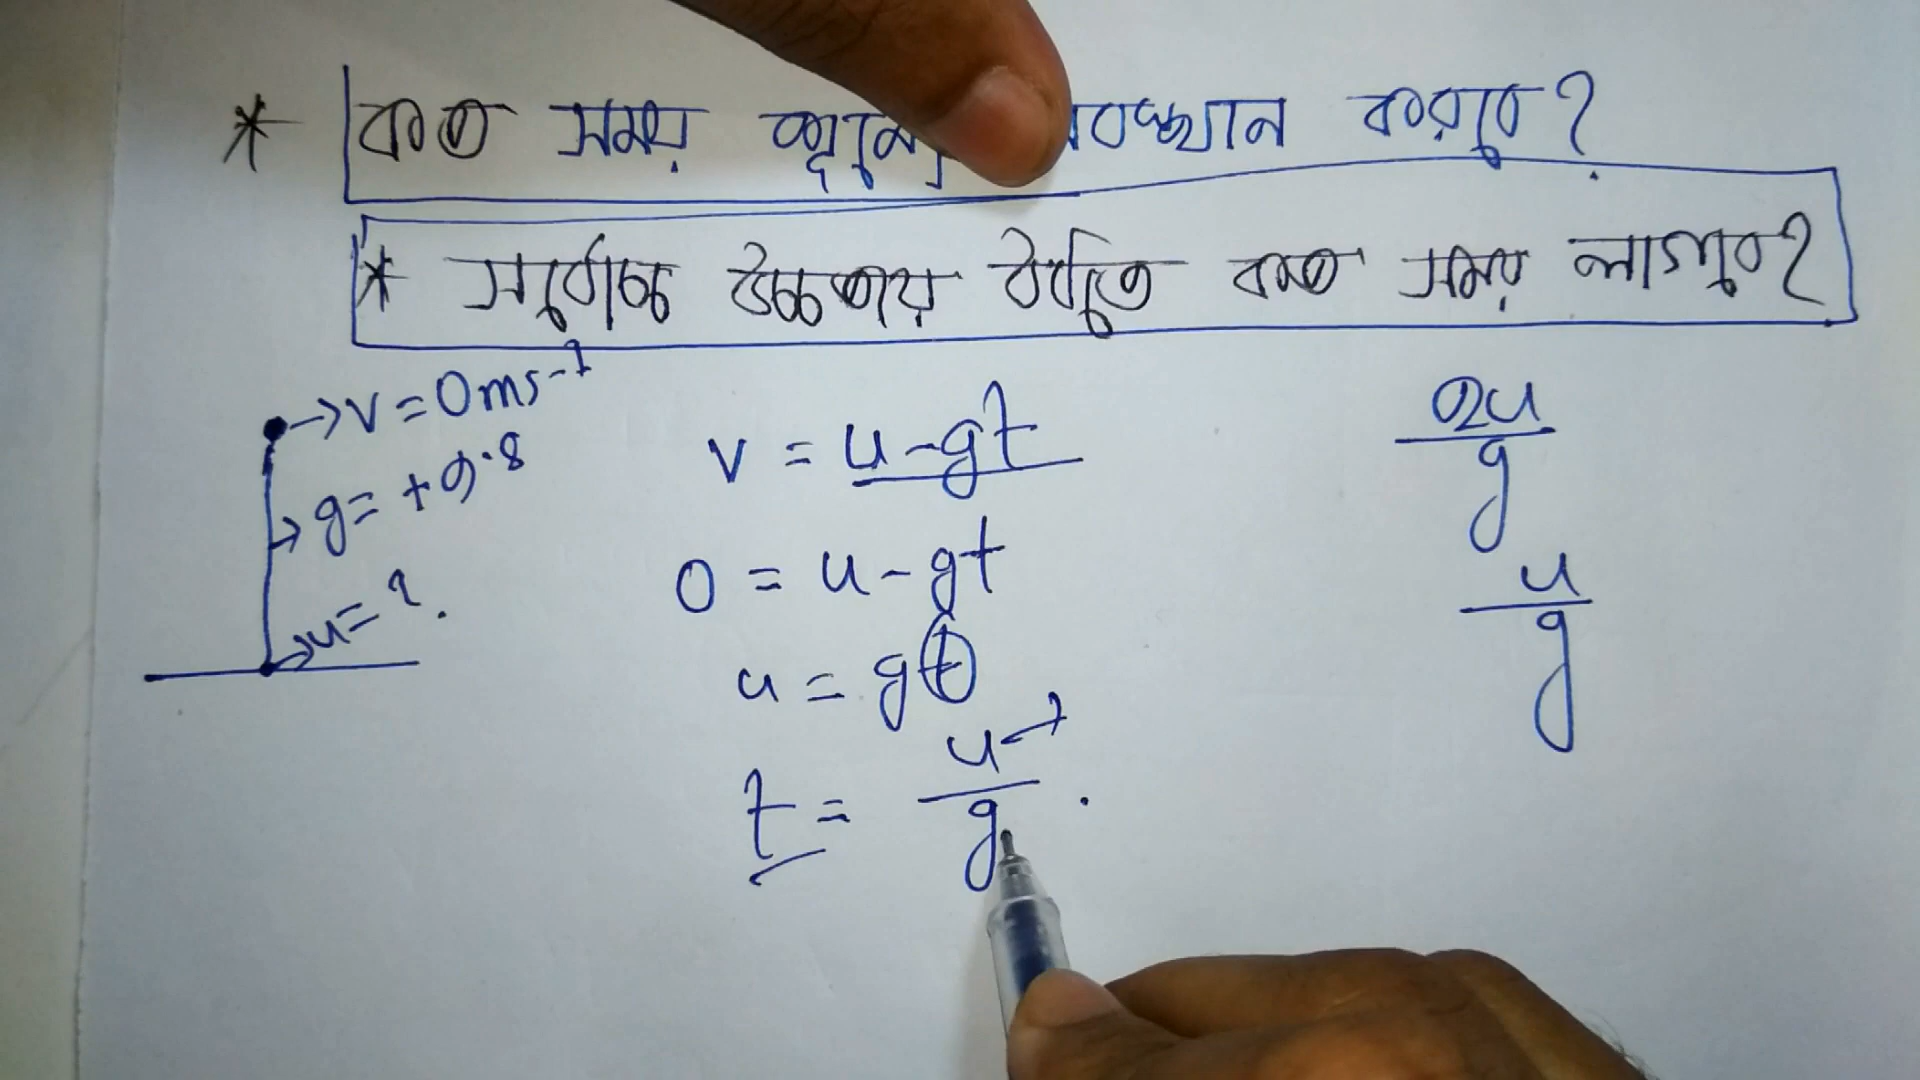 * কত সময় শূন্যে অবস্থান করবে?
* সর্বোচ্চ উচ্চতায় উঠতে কত সময় লাগবে?
→ v = 0 ms⁻¹
→ g = + 9.8
→ u = ?
v = u - gt
0 = u - gt
u = gt
t = u/g
2u/g
u/g